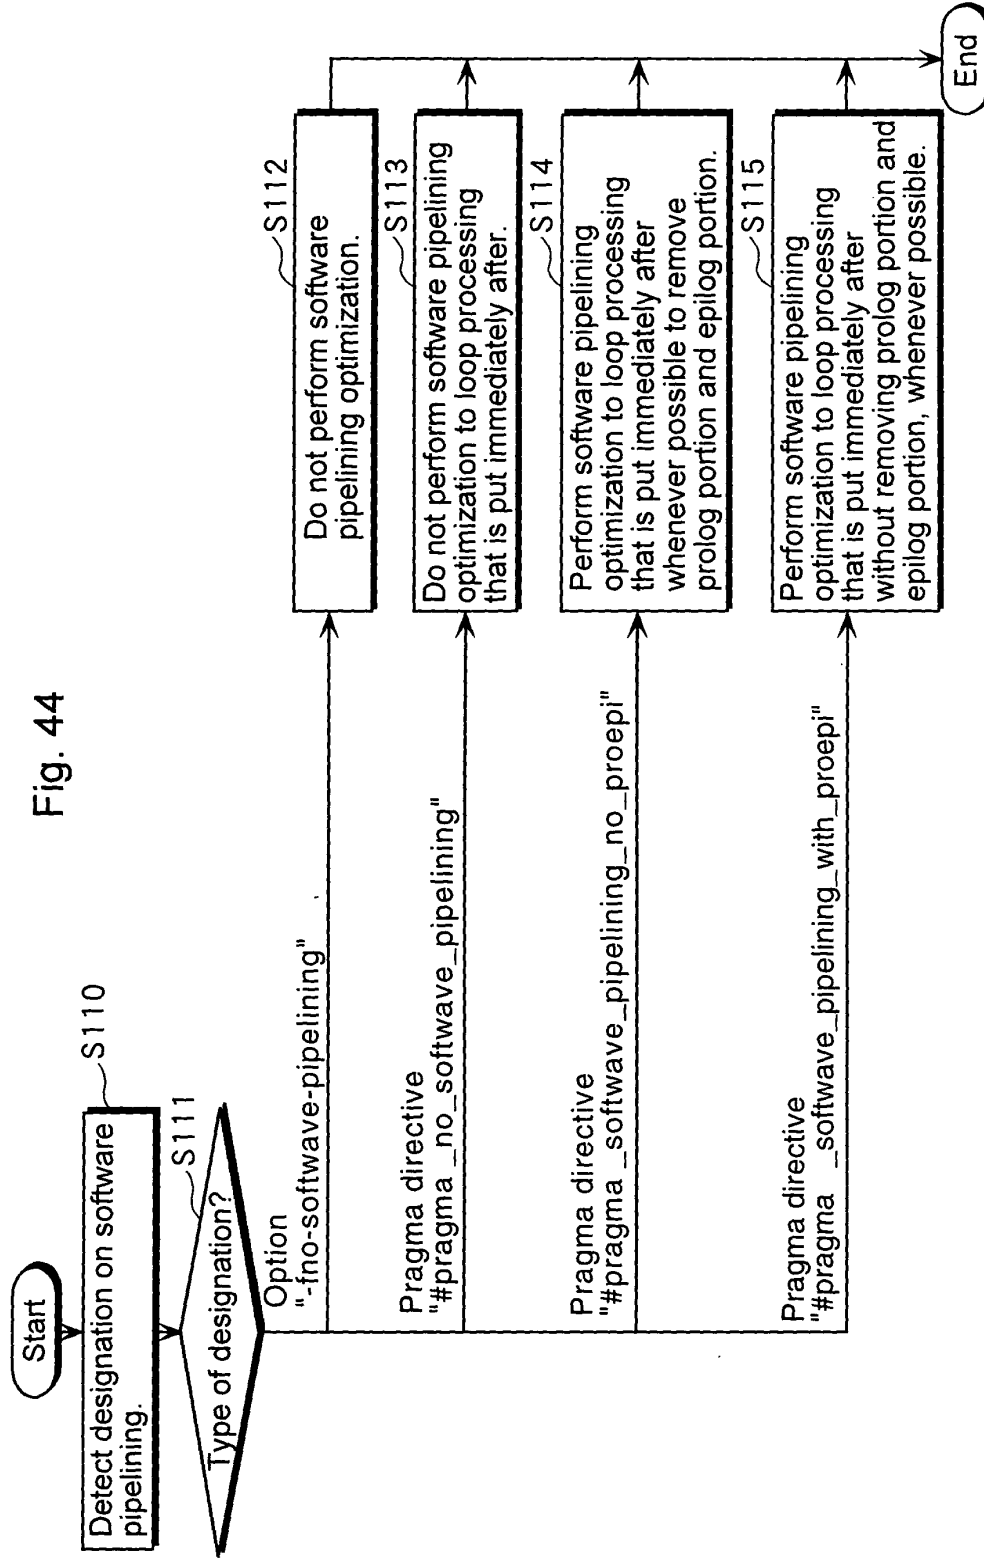 Fig. 44
Start
Detect designation on software
pipelining.
S110
Type of designation?
S111
Option
"-fno-softwave-pipelining"
Do not perform software
pipelining optimization.
S112
Pragma directive
"#pragma _no_softwave_pipelining"
Do not perform software pipelining
optimization to loop processing
that is put immediately after.
S113
Pragma directive
"#pragma _softwave_pipelining_no_proepi"
Perform software pipelining
optimization to loop processing
that is put immediately after
whenever possible to remove
prolog portion and epilog portion.
S114
Pragma directive
"#pragma _softwave_pipelining_with_proepi"
Perform software pipelining
optimization to loop processing
that is put immediately after
without removing prolog portion and
epilog portion, whenever possible.
S115
End